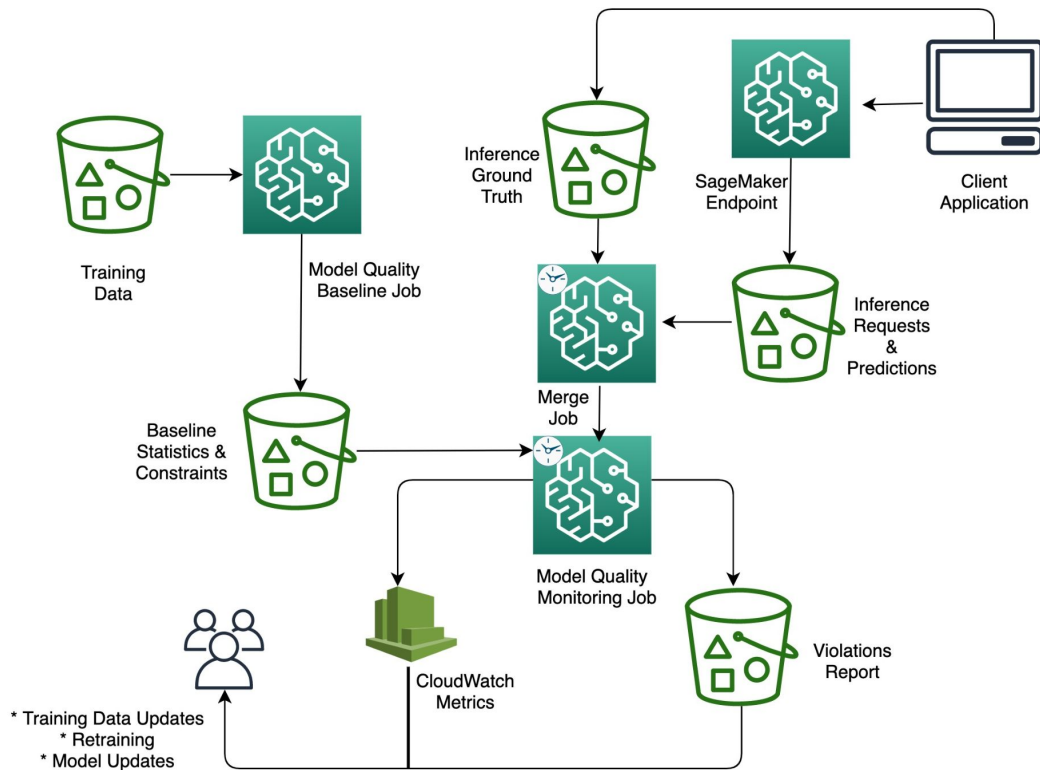 Inference
Ground
Truth
SageMaker
Endpoint
Client
Application
Training
Data
Model Quality
Baseline Job
Inference
Requests
&
Predictions
Merge
Job
Baseline
Statistics &
Constraints
Model Quality
Monitoring Job
Violations
Report
CloudWatch
Metrics
* Training Data Updates
* Retraining
* Model Updates